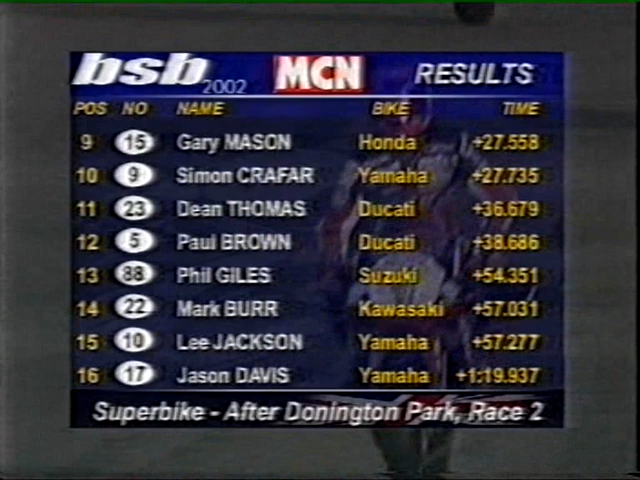 bsb 2002 MCN RESULTS
POS NO NAME BIKE TIME
9 15 Gary MASON Honda +27.558
10 9 Simon CRAFAR Yamaha +27.735
11 23 Dean THOMAS Ducati +36.679
12 5 Paul BROWN Ducati +38.686
13 88 Phil GILES Suzuki +54.351
14 22 Mark BURR Kawasaki +57.031
15 10 Lee JACKSON Yamaha +57.277
16 17 Jason DAVIS Yamaha +1:19.937
Superbike - After Donington Park, Race 2